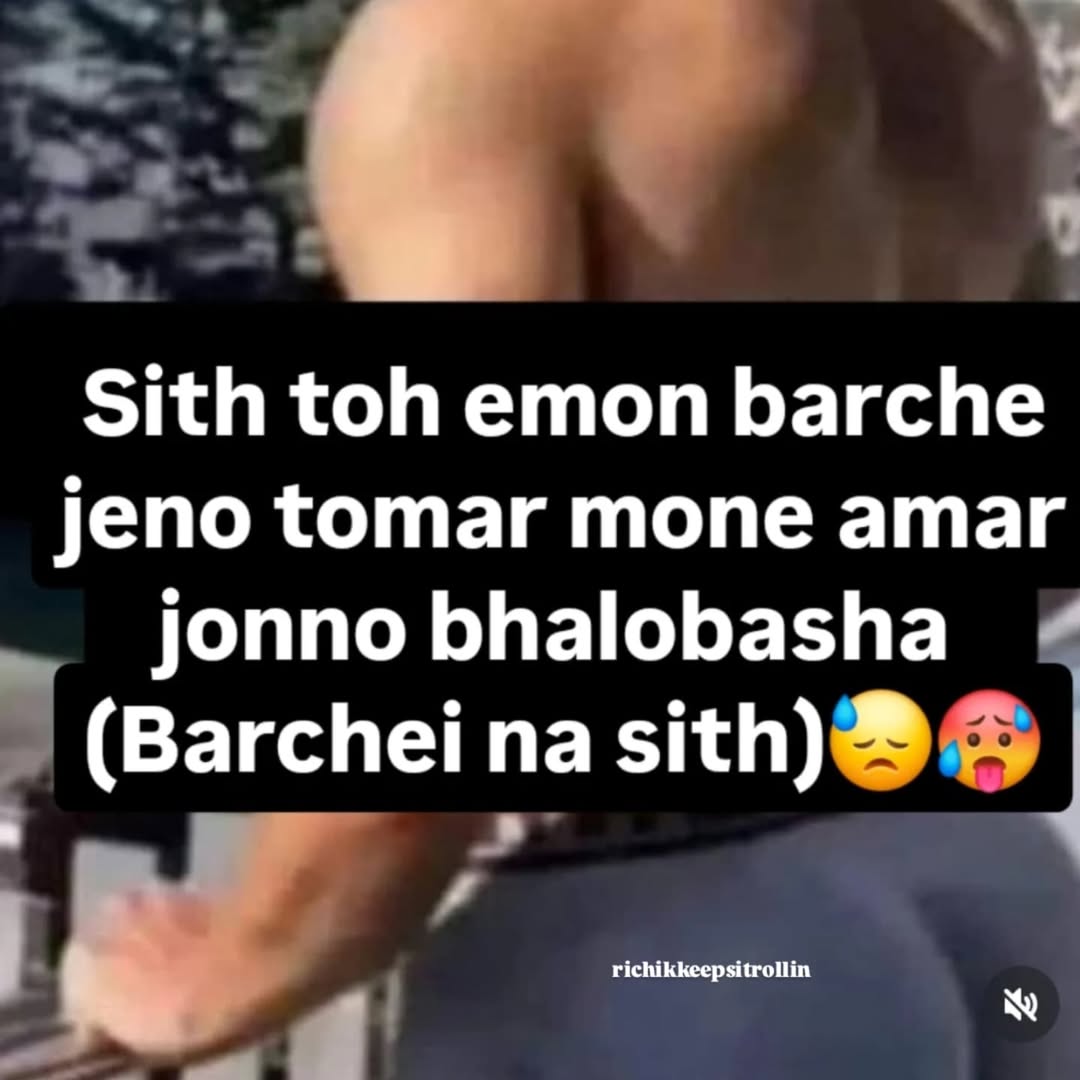 Sith toh emon barche
jeno tomar mone amar
jonno bhalobasha
(Barchei na sith)😓🥵
richikkeepsitrollin